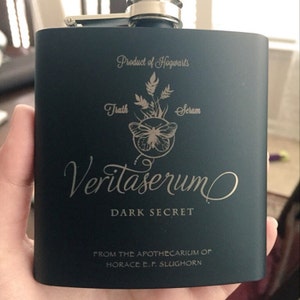 Product of Hogwarts
Truth Serum
Veritaserum
DARK SECRET
FROM THE APOTHECARIUM OF
HORACE E. F. SLUGHORN